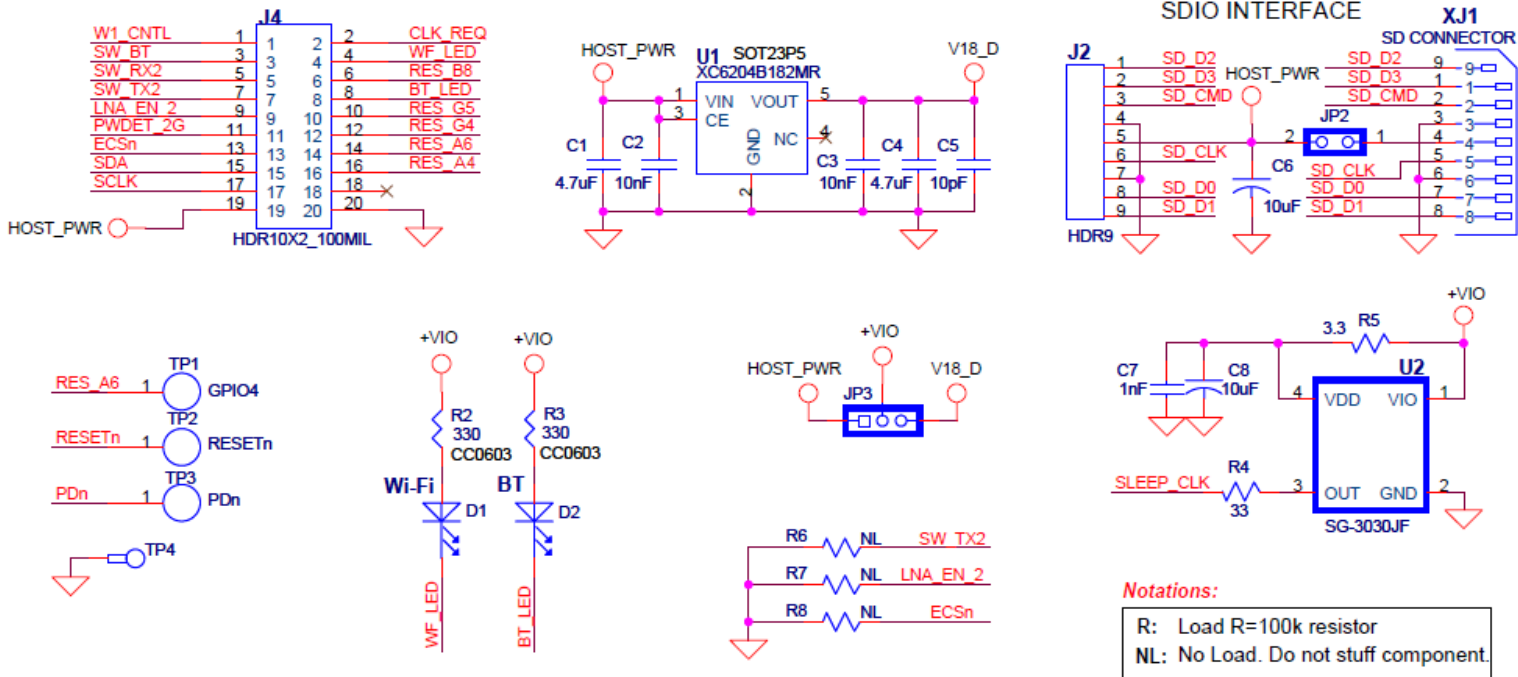 J4
W1_CNTL 1 1 2 2 CLK_REQ
SW_BT 3 3 4 4 WF_LED
SW_RX2 5 5 6 6 RES_B8
SW_TX2 7 7 8 8 BT_LED
LNA_EN_2 9 9 10 10 RES_G5
PWDET_2G 11 11 12 12 RES_G4
ECSn 13 13 14 14 RES_A6
SDA 15 15 16 16 RES_A4
SCLK 17 17 18 18
19 19 20 20
HOST_PWR
HDR10X2_100MIL
HOST_PWR
U1 SOT23P5
XC6204B182MR
V18_D
1 VIN VOUT 5
3 CE
GND
NC 4
2
C1
4.7uF
C2
10nF
C3
10nF
C4
4.7uF
C5
10pF
SDIO INTERFACE
J2
1 SD_D2
2 SD_D3
3 SD_CMD
4
5
6 SD_CLK
7
8 SD_D0
9 SD_D1
HDR9
HOST_PWR
JP2
2 1
C6
10uF
XJ1
SD CONNECTOR
SD_D2 9 9
SD_D3 1 1
SD_CMD 2 2
3 3
4 4
SD_CLK 5 5
6 6
SD_D0 7 7
SD_D1 8 8
TP1
RES_A6 1 GPIO4
TP2
RESETn 1 RESETn
TP3
PDn 1 PDn
TP4
+VIO
R2
330
CC0603
Wi-Fi
D1
WF_LED
+VIO
R3
330
CC0603
BT
D2
BT_LED
+VIO
HOST_PWR
V18_D
JP3
R6 NL SW_TX2
R7 NL LNA_EN_2
R8 NL ECSn
+VIO
3.3 R5
C7
1nF
C8
10uF
U2
4 VDD VIO 1
SLEEP_CLK
R4
33
3 OUT GND 2
SG-3030JF
Notations:
R: Load R=100k resistor
NL: No Load. Do not stuff component.